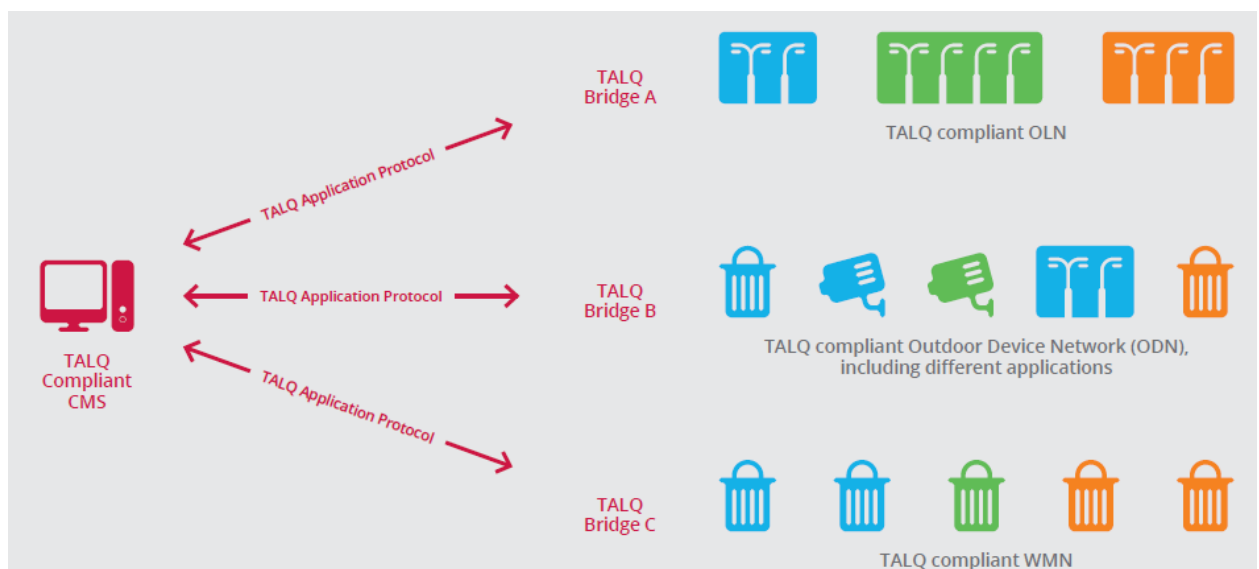 TALQ
Bridge A
TALQ compliant OLN
TALQ Application Protocol
TALQ Application Protocol
TALQ
Bridge B
TALQ compliant Outdoor Device Network (ODN),
including different applications
TALQ
Compliant
CMS
TALQ Application Protocol
TALQ
Bridge C
TALQ compliant WMN